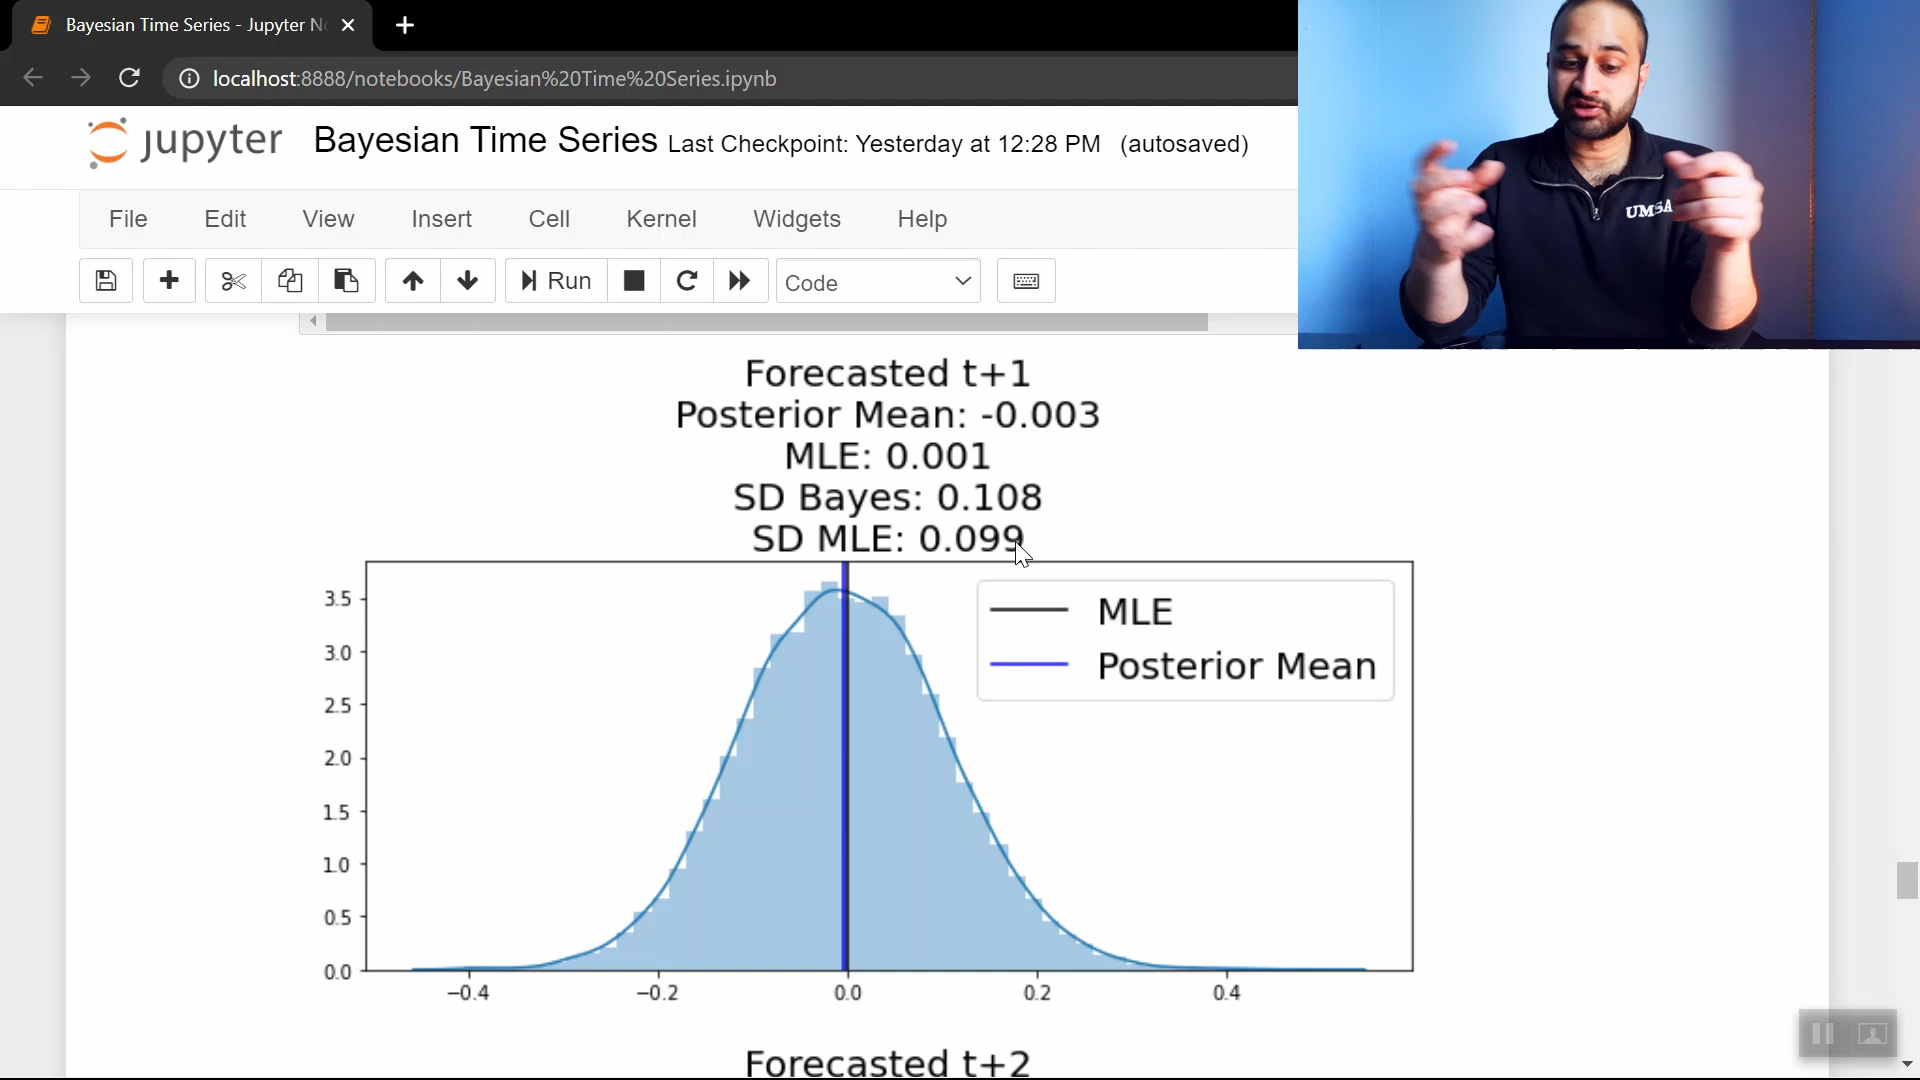 Bayesian Time Series - Jupyter N
localhost:8888/notebooks/Bayesian%20Time%20Series.ipynb
jupyter Bayesian Time Series Last Checkpoint: Yesterday at 12:28 PM (autosaved)
File Edit View Insert Cell Kernel Widgets Help
Run Code
UMSA
Forecasted t+1
Posterior Mean: -0.003
MLE: 0.001
SD Bayes: 0.108
SD MLE: 0.099
MLE
Posterior Mean
3.5
3.0
2.5
2.0
1.5
1.0
0.5
0.0
−0.4 −0.2 0.0 0.2 0.4
Forecasted t+2